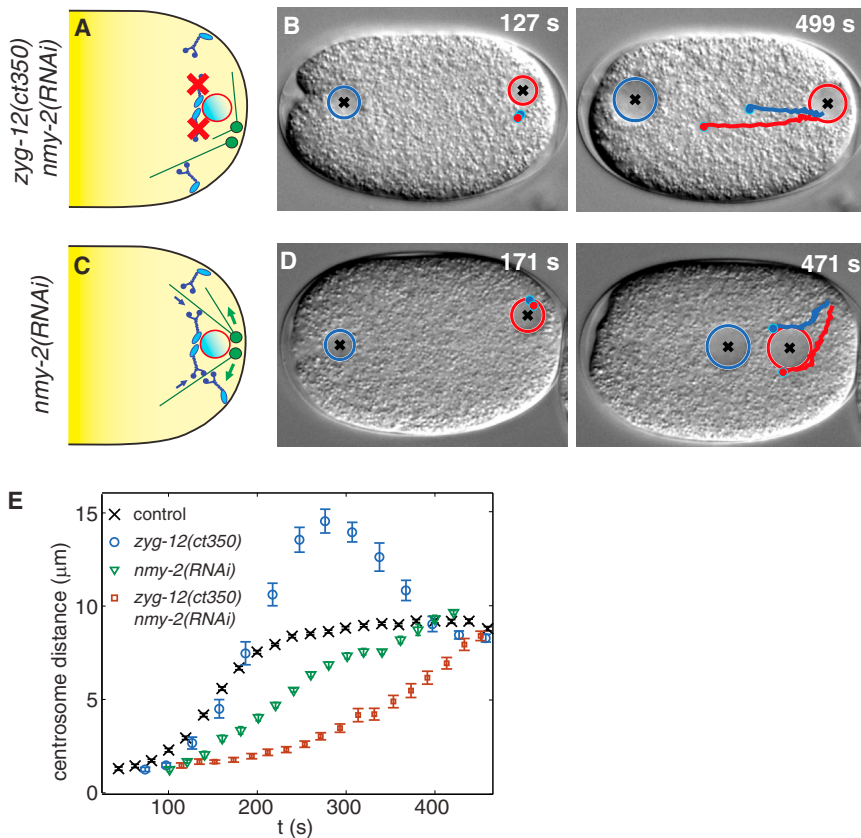 zyg-12(ct350)
nmy-2(RNAi)
A
B
127 s
499 s
nmy-2(RNAi)
C
D
171 s
471 s
E
control
zyg-12(ct350)
nmy-2(RNAi)
zyg-12(ct350)
nmy-2(RNAi)
centrosome distance (μm)
15
10
5
0
100
200
300
400
t (s)